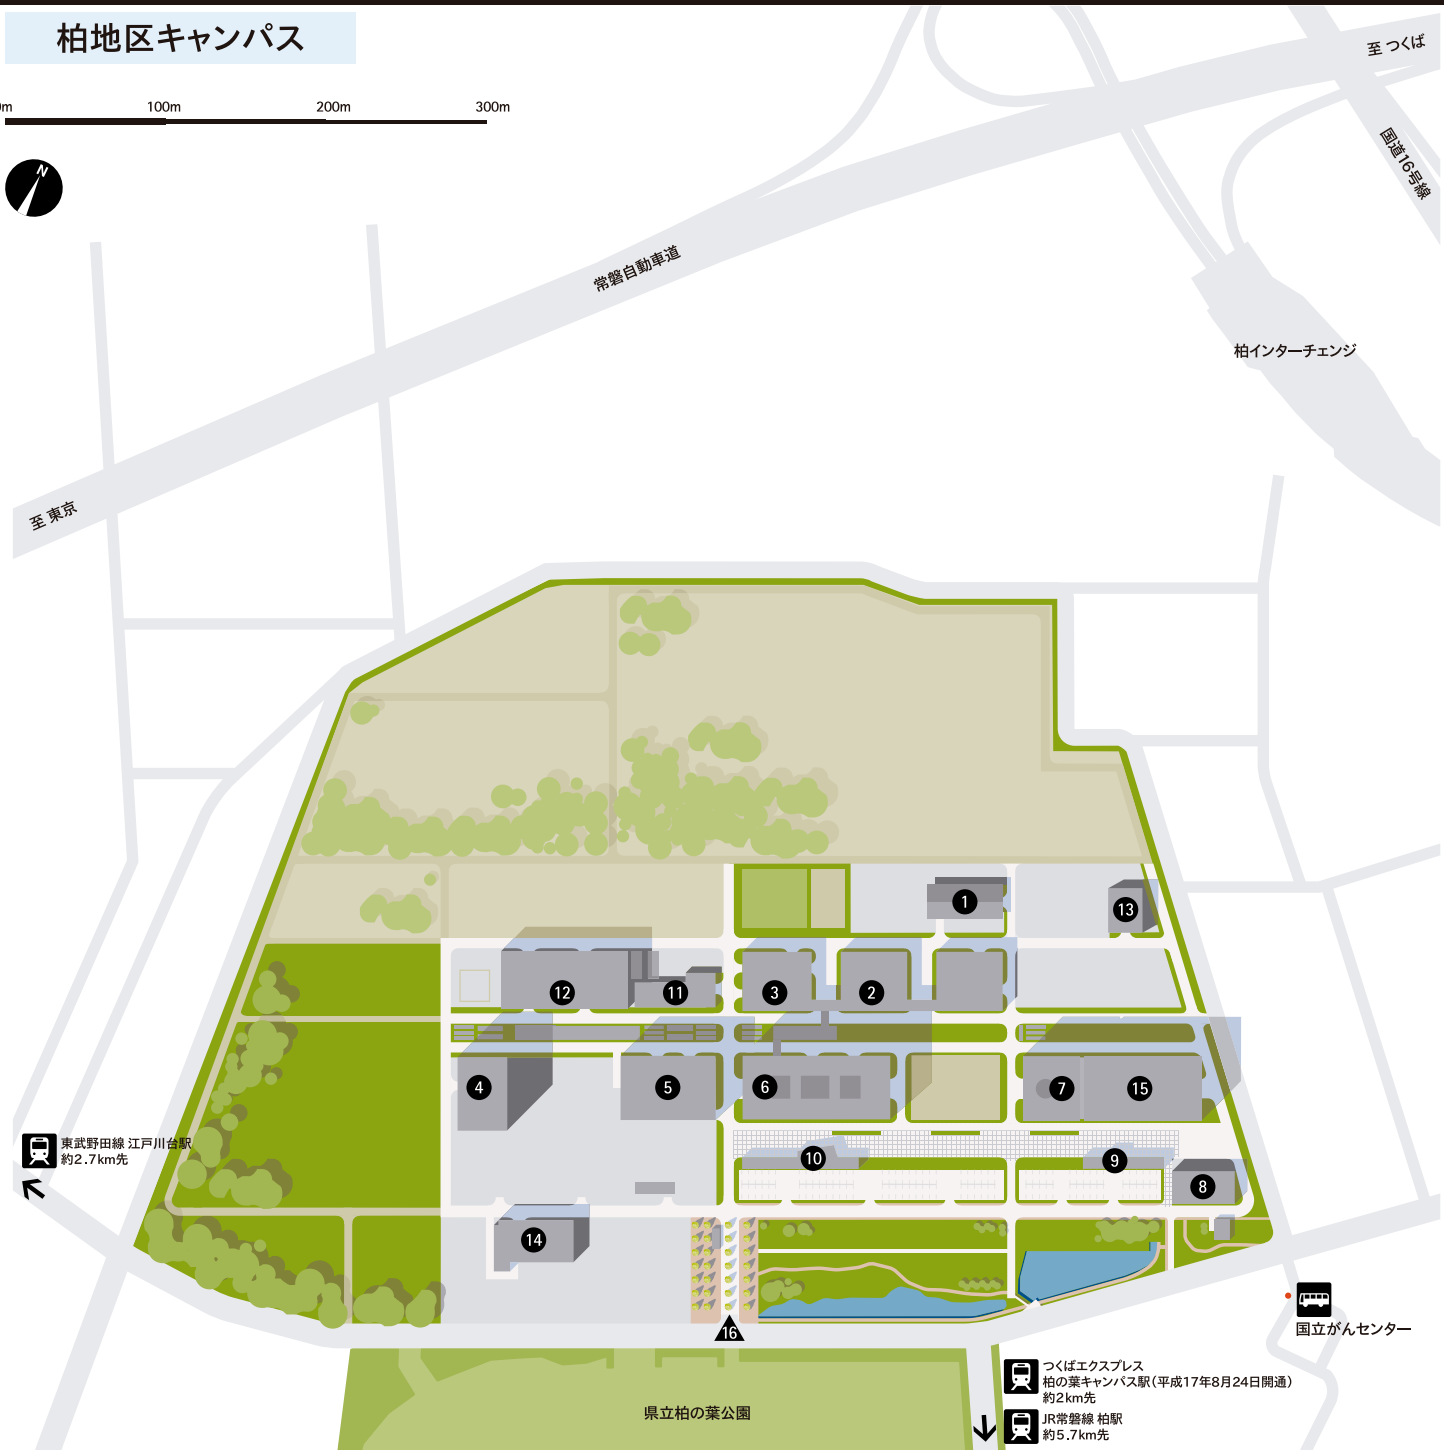 柏地区キャンパス
0m 100m 200m 300m
N
至 つくば
国道16号線
常磐自動車道
柏インターチェンジ
至 東京
1
13
12
11
3
2
4
5
6
7
15
10
9
8
14
16
東武野田線 江戸川台駅
約2.7km先
国立がんセンター
つくばエクスプレス
柏の葉キャンパス駅（平成17年8月24日開通）
約2km先
JR常磐線 柏駅
約5.7km先
県立柏の葉公園